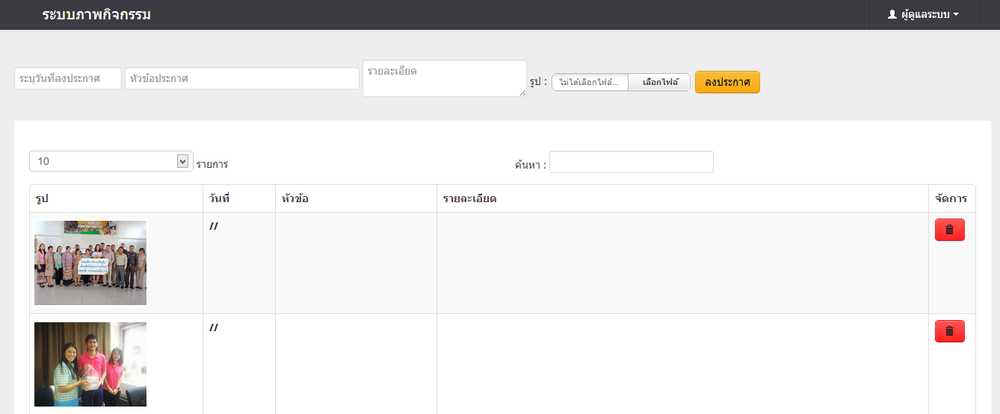 ระบบภาพกิจกรรม
ผู้ดูแลระบบ
ระบุวันที่ลงประกาศ หัวข้อประกาศ รายละเอียด รูป : ไม่ได้เลือกไฟล์... เลือกไฟล์ ลงประกาศ
10 รายการ ค้นหา :
รูป วันที่ หัวข้อ รายละเอียด จัดการ
//
//